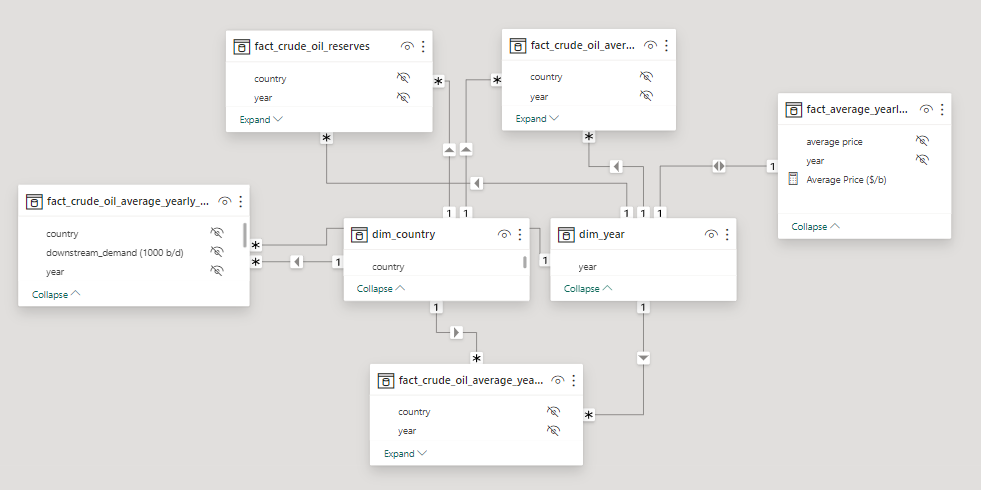 fact_crude_oil_reserves
country
year
Expand
fact_crude_oil_aver...
country
year
Expand
fact_average_yearl...
average price
year
Average Price ($/b)
Collapse
fact_crude_oil_average_yearly_...
country
downstream_demand (1000 b/d)
year
Collapse
dim_country
country
Collapse
dim_year
year
Collapse
fact_crude_oil_average_yea...
country
year
Expand
*
*
*
*
1
1
1
1
1
1
*
*
1
1
1
1
*
*